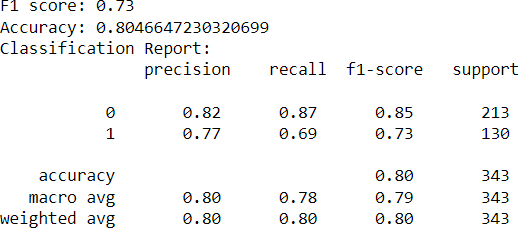 F1 score: 0.73
Accuracy: 0.8046647230320699
Classification Report:
precision recall f1-score support
0 0.82 0.87 0.85 213
1 0.77 0.69 0.73 130
accuracy 0.80 343
macro avg 0.80 0.78 0.79 343
weighted avg 0.80 0.80 0.80 343